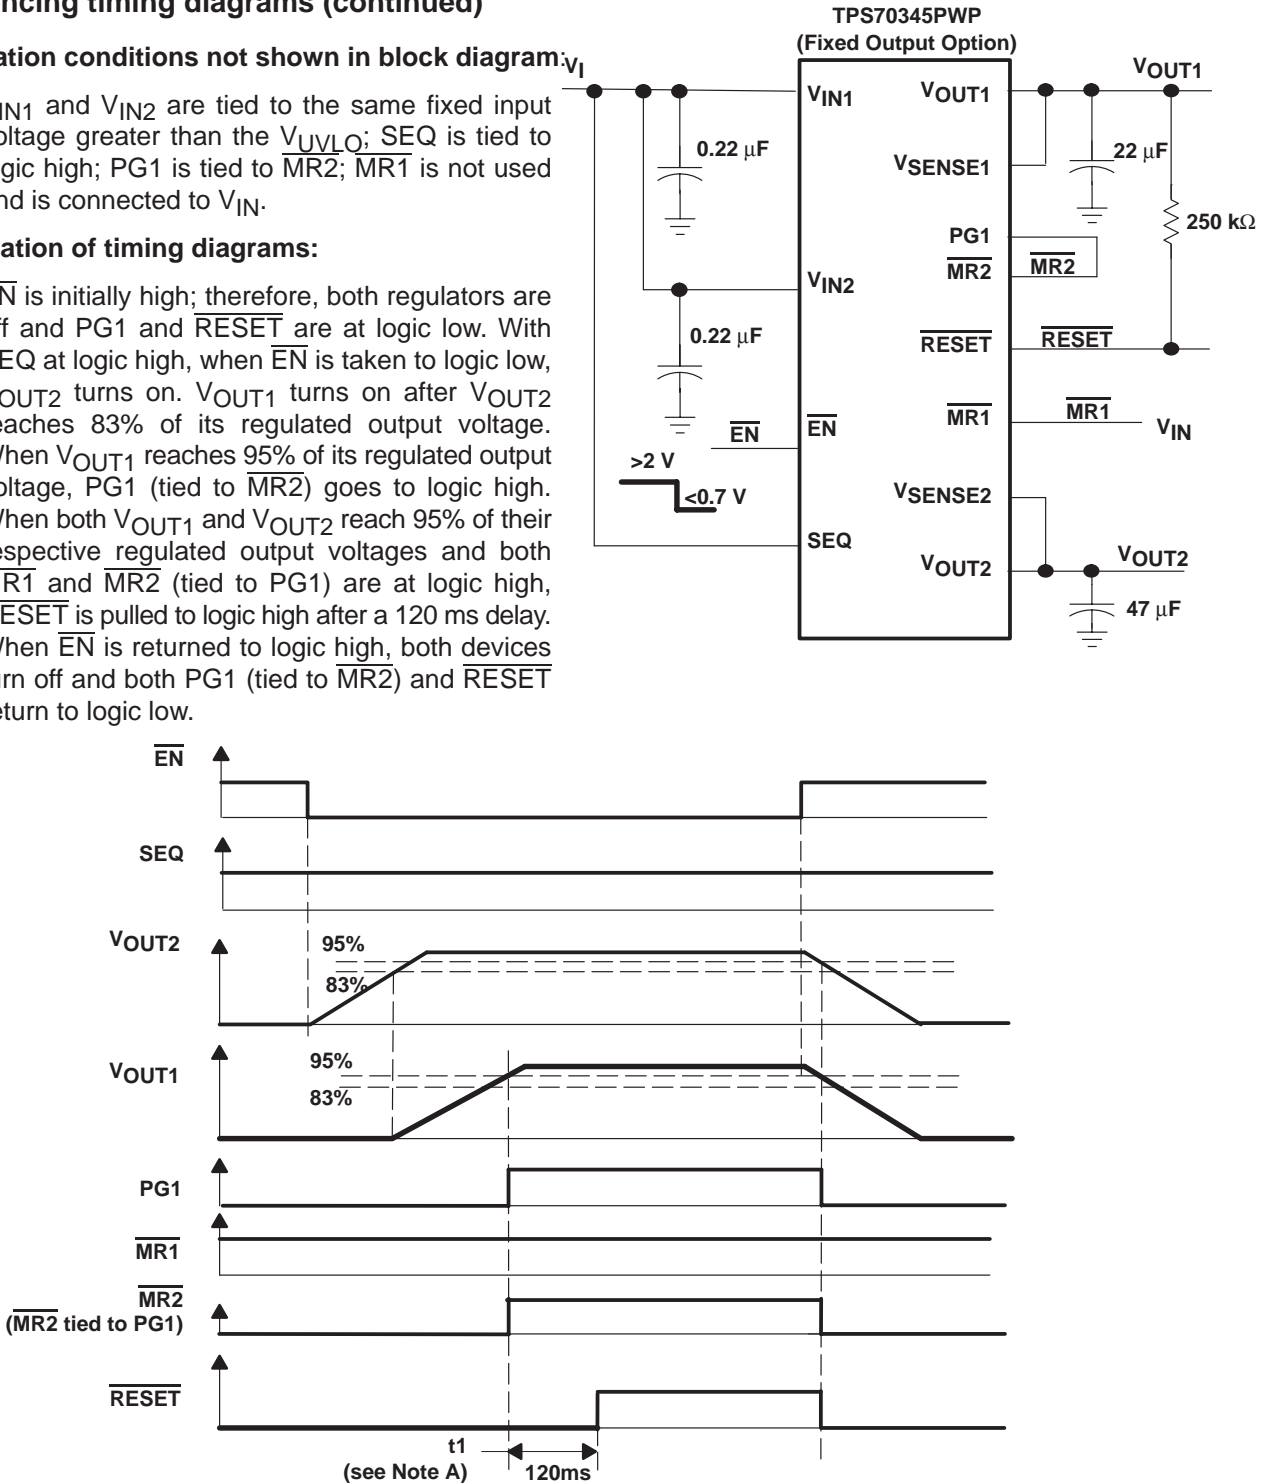 ncing timing diagrams (continued)
ation conditions not shown in block diagram:
IN1 and VIN2 are tied to the same fixed input
oltage greater than the VUVLO; SEQ is tied to
gic high; PG1 is tied to MR2; MR1 is not used
nd is connected to VIN.
ation of timing diagrams:
N is initially high; therefore, both regulators are
ff and PG1 and RESET are at logic low. With
EQ at logic high, when EN is taken to logic low,
OUT2 turns on. VOUT1 turns on after VOUT2
eaches 83% of its regulated output voltage.
When VOUT1 reaches 95% of its regulated output
oltage, PG1 (tied to MR2) goes to logic high.
When both VOUT1 and VOUT2 reach 95% of their
espective regulated output voltages and both
R1 and MR2 (tied to PG1) are at logic high,
ESET is pulled to logic high after a 120 ms delay.
When EN is returned to logic high, both devices
urn off and both PG1 (tied to MR2) and RESET
eturn to logic low.
TPS70345PWP
(Fixed Output Option)
VI
VIN1
VOUT1
VOUT1
0.22 μF
VSENSE1
22 μF
250 kΩ
PG1
MR2
MR2
VIN2
0.22 μF
RESET
RESET
EN
EN
MR1
MR1
VIN
>2 V
<0.7 V
VSENSE2
SEQ
VOUT2
VOUT2
47 μF
EN
SEQ
VOUT2
95%
83%
VOUT1
95%
83%
PG1
MR1
MR2
(MR2 tied to PG1)
RESET
t1
(see Note A)
120ms